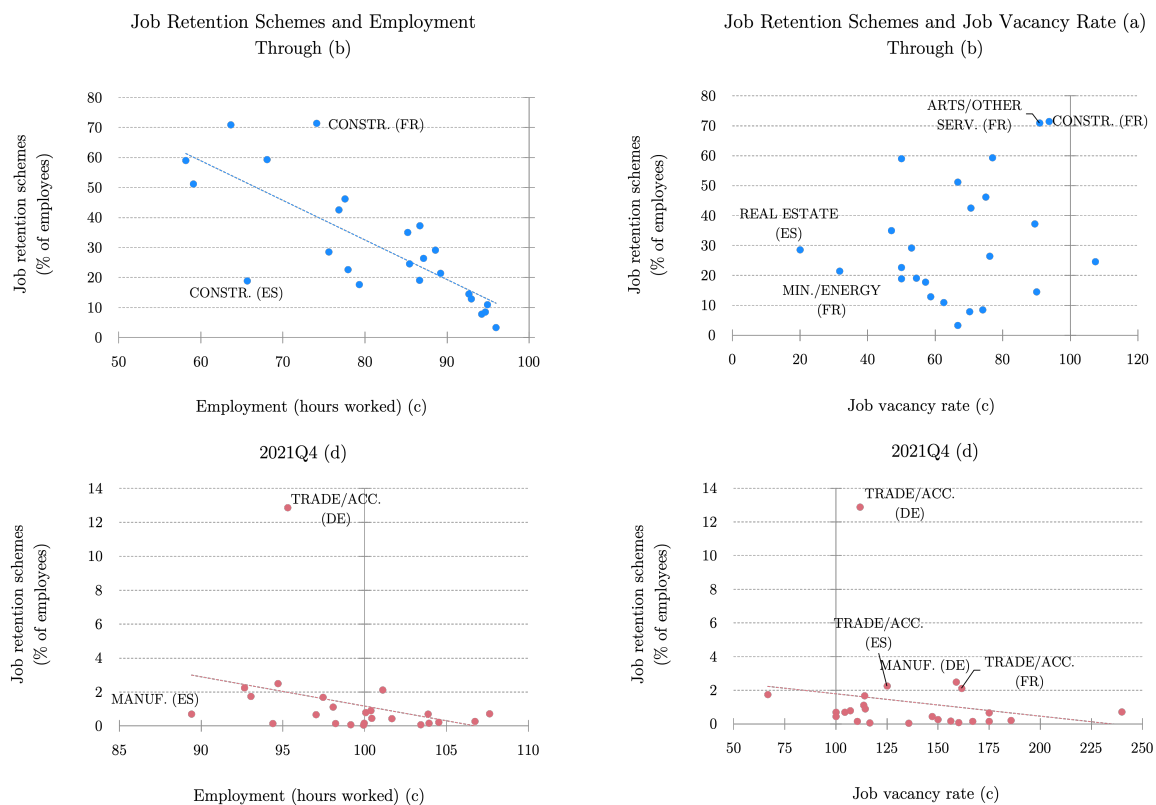 Job Retention Schemes and Employment
Through (b)
Job retention schemes
(% of employees)
80
70
60
50
40
30
20
10
0
CONSTR. (FR)
CONSTR. (ES)
50 60 70 80 90 100
Employment (hours worked) (c)
Job Retention Schemes and Job Vacancy Rate (a)
Through (b)
Job retention schemes
(% of employees)
80
70
60
50
40
30
20
10
0
ARTS/OTHER
SERV. (FR)
CONSTR. (FR)
REAL ESTATE
(ES)
MIN./ENERGY
(FR)
0 20 40 60 80 100 120
Job vacancy rate (c)
2021Q4 (d)
Job retention schemes
(% of employees)
14
12
10
8
6
4
2
0
TRADE/ACC.
(DE)
MANUF. (ES)
85 90 95 100 105 110
Employment (hours worked) (c)
2021Q4 (d)
Job retention schemes
(% of employees)
14
12
10
8
6
4
2
0
TRADE/ACC.
(DE)
TRADE/ACC.
(ES)
MANUF. (DE)
TRADE/ACC.
(FR)
50 75 100 125 150 175 200 225 250
Job vacancy rate (c)